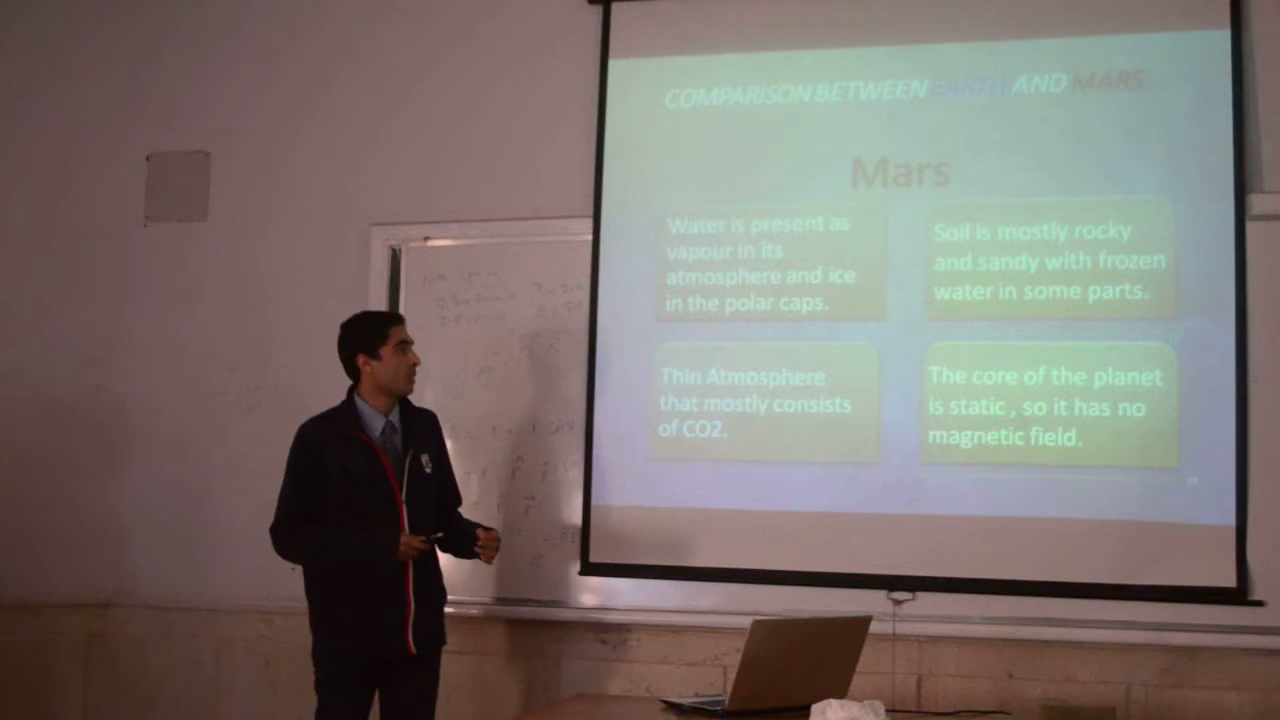 COMPARISON BETWEEN EARTH AND MARS
Mars
Water is present as
vapour in its
atmosphere and ice
in the polar caps.
Soil is mostly rocky
and sandy with frozen
water in some parts.
Thin Atmosphere
that mostly consists
of CO2.
The core of the planet
is static , so it has no
magnetic field.